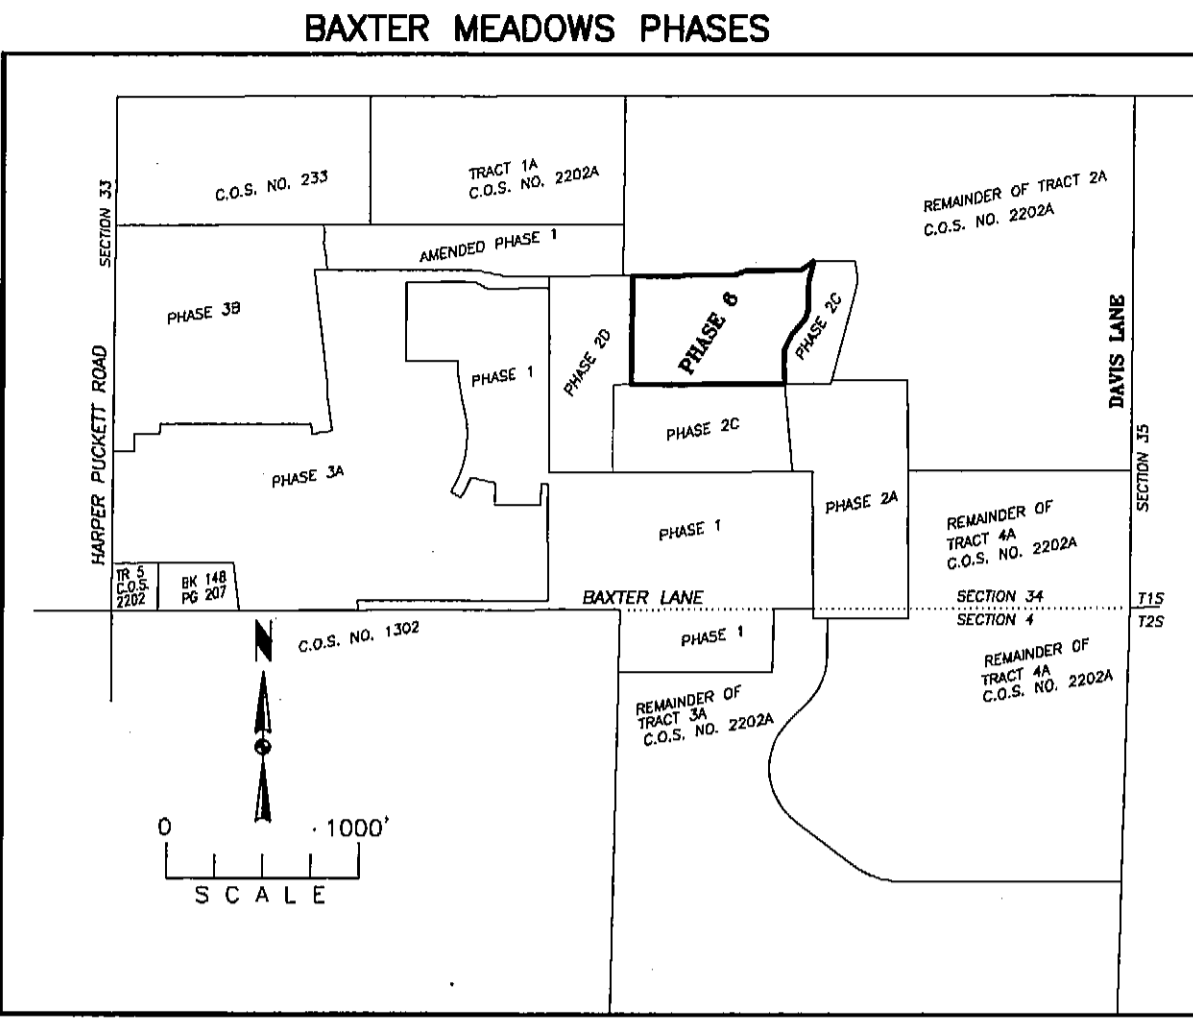 BAXTER MEADOWS PHASES
C.O.S. NO. 233
TRACT 1A
C.O.S. NO. 2202A
REMAINDER OF TRACT 2A
C.O.S. NO. 2202A
SECTION 33
AMENDED PHASE 1
PHASE 3B
PHASE 6
PHASE 2C
PHASE 2D
PHASE 1
DAVIS LANE
HARPER PUCKETT ROAD
PHASE 2C
PHASE 3A
SECTION 35
PHASE 1
PHASE 2A
REMAINDER OF
TRACT 4A
C.O.S. NO. 2202A
TR 5
C.O.S.
2202
BK 148
PG 207
BAXTER LANE
SECTION 34
T1S
SECTION 4
T2S
C.O.S. NO. 1302
PHASE 1
REMAINDER OF
TRACT 4A
C.O.S. NO. 2202A
REMAINDER OF
TRACT 3A
C.O.S. NO. 2202A
N
0 1000'
SCALE